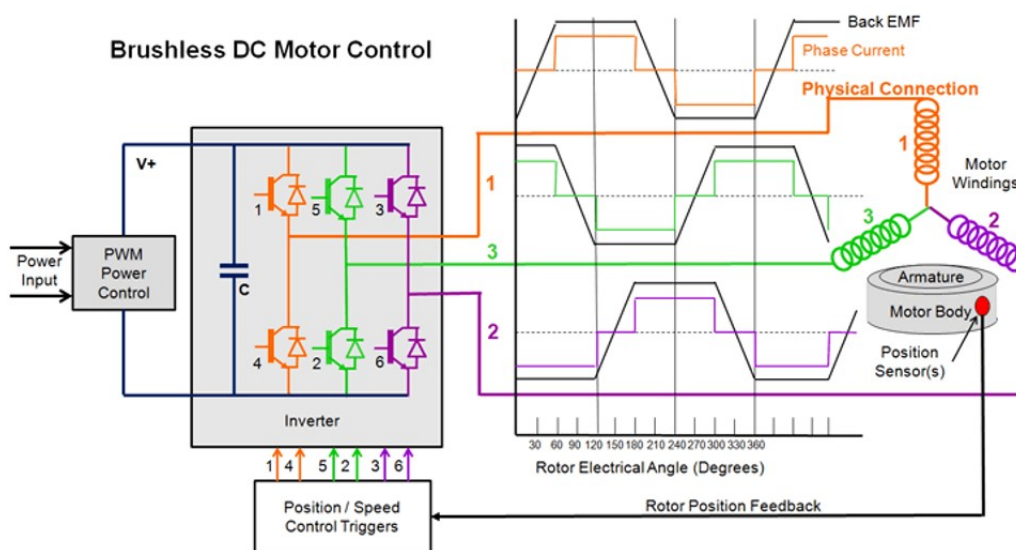 Brushless DC Motor Control
Back EMF
Phase Current
Physical Connection
V+
1
5
3
1
1
Motor
Windings
3
2
Power
Input
PWM
Power
Control
C
3
Armature
Motor Body
4
2
6
2
Position
Sensor(s)
Inverter
30 60 90 120 150 180 210 240 270 300 330 360
1 4 5 2 3 6
Rotor Electrical Angle (Degrees)
Position / Speed
Control Triggers
Rotor Position Feedback